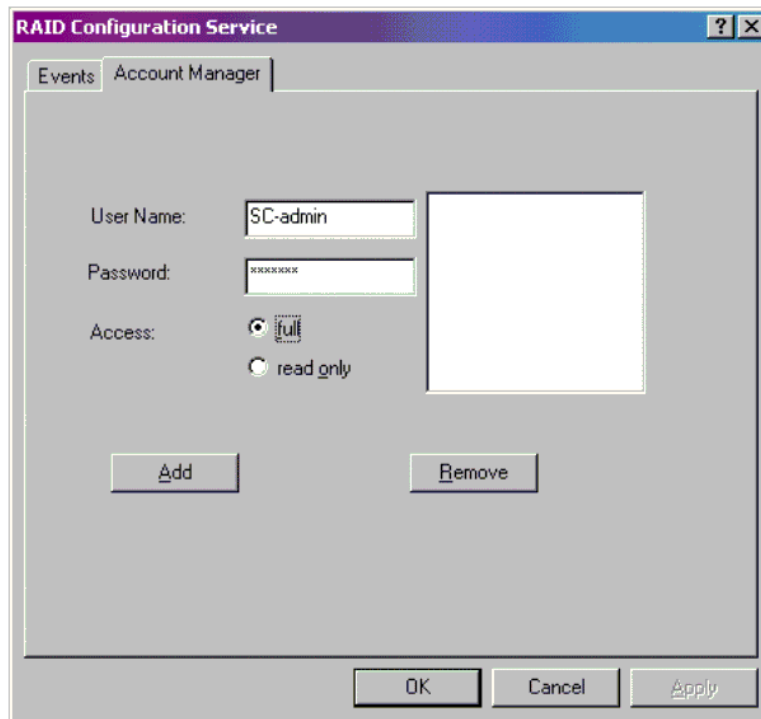 RAID Configuration Service
Events Account Manager
User Name: SC-admin
Password: xxxxxxx
Access: full
read only
Add Remove
OK Cancel Apply